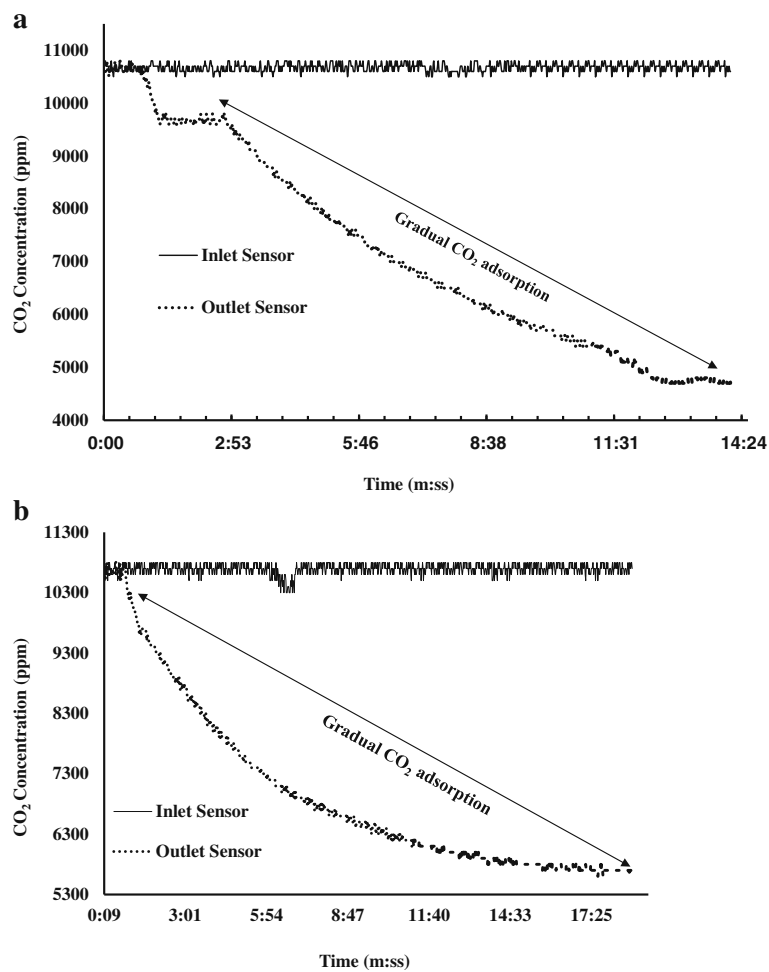 a
11000
10000
9000
8000
7000
6000
5000
4000
CO₂ Concentration (ppm)
Inlet Sensor
Outlet Sensor
Gradual CO₂ adsorption
0:00 2:53 5:46 8:38 11:31 14:24
Time (m:ss)
b
11300
10300
9300
8300
7300
6300
5300
CO₂ Concentration (ppm)
Gradual CO₂ adsorption
Inlet Sensor
Outlet Sensor
0:09 3:01 5:54 8:47 11:40 14:33 17:25
Time (m:ss)